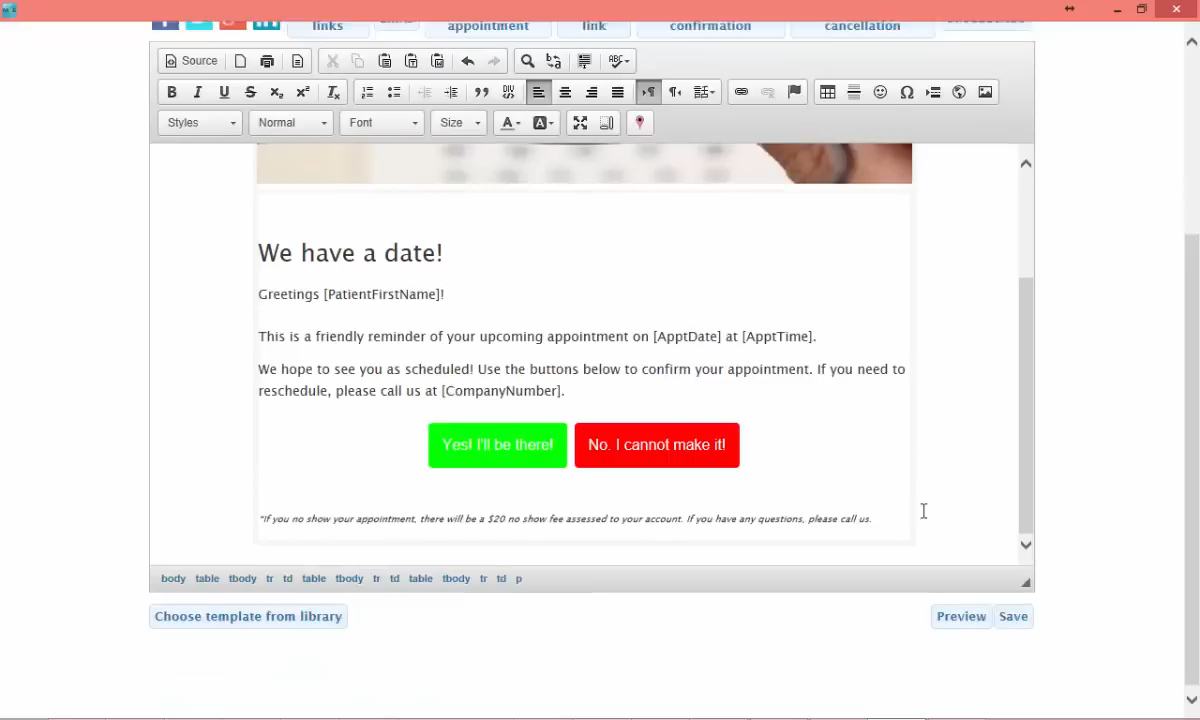 links
appointment
link
confirmation
cancellation
Source
Styles
Normal
Font
Size
We have a date!
Greetings [PatientFirstName]!
This is a friendly reminder of your upcoming appointment on [ApptDate] at [ApptTime].
We hope to see you as scheduled! Use the buttons below to confirm your appointment. If you need to
reschedule, please call us at [CompanyNumber].
Yes! I'll be there!
No. I cannot make it!
*If you no show your appointment, there will be a $20 no show fee assessed to your account. If you have any questions, please call us.
body table tbody tr td table tbody tr td table tbody tr td p
Choose template from library
Preview
Save